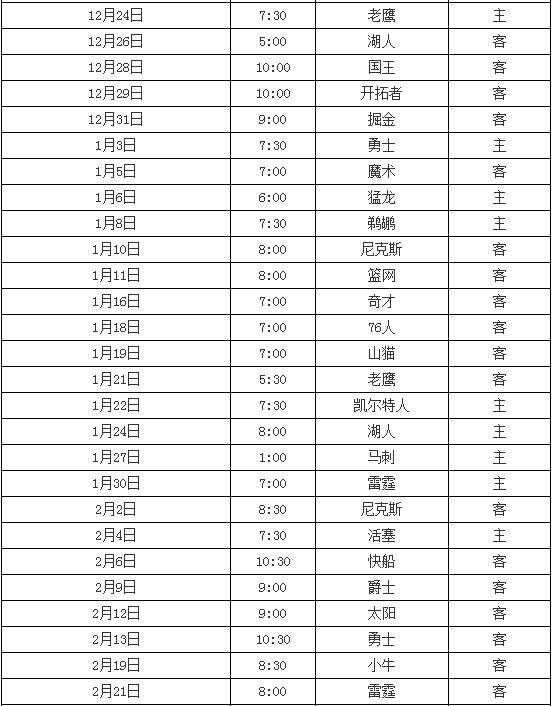 12月24日 7:30 老鹰 主
12月26日 5:00 湖人 客
12月28日 10:00 国王 客
12月29日 10:00 开拓者 客
12月31日 9:00 掘金 客
1月3日 7:30 勇士 主
1月5日 7:00 魔术 客
1月6日 6:00 猛龙 主
1月8日 7:30 鹈鹕 主
1月10日 8:00 尼克斯 客
1月11日 8:00 篮网 客
1月16日 7:00 奇才 客
1月18日 7:00 76人 客
1月19日 7:00 山猫 客
1月21日 5:30 老鹰 客
1月22日 7:30 凯尔特人 主
1月24日 8:00 湖人 主
1月27日 1:00 马刺 主
1月30日 7:00 雷霆 主
2月2日 8:30 尼克斯 客
2月4日 7:30 活塞 主
2月6日 10:30 快船 客
2月9日 9:00 爵士 客
2月12日 9:00 太阳 客
2月13日 10:30 勇士 客
2月19日 8:30 小牛 客
2月21日 8:00 雷霆 客